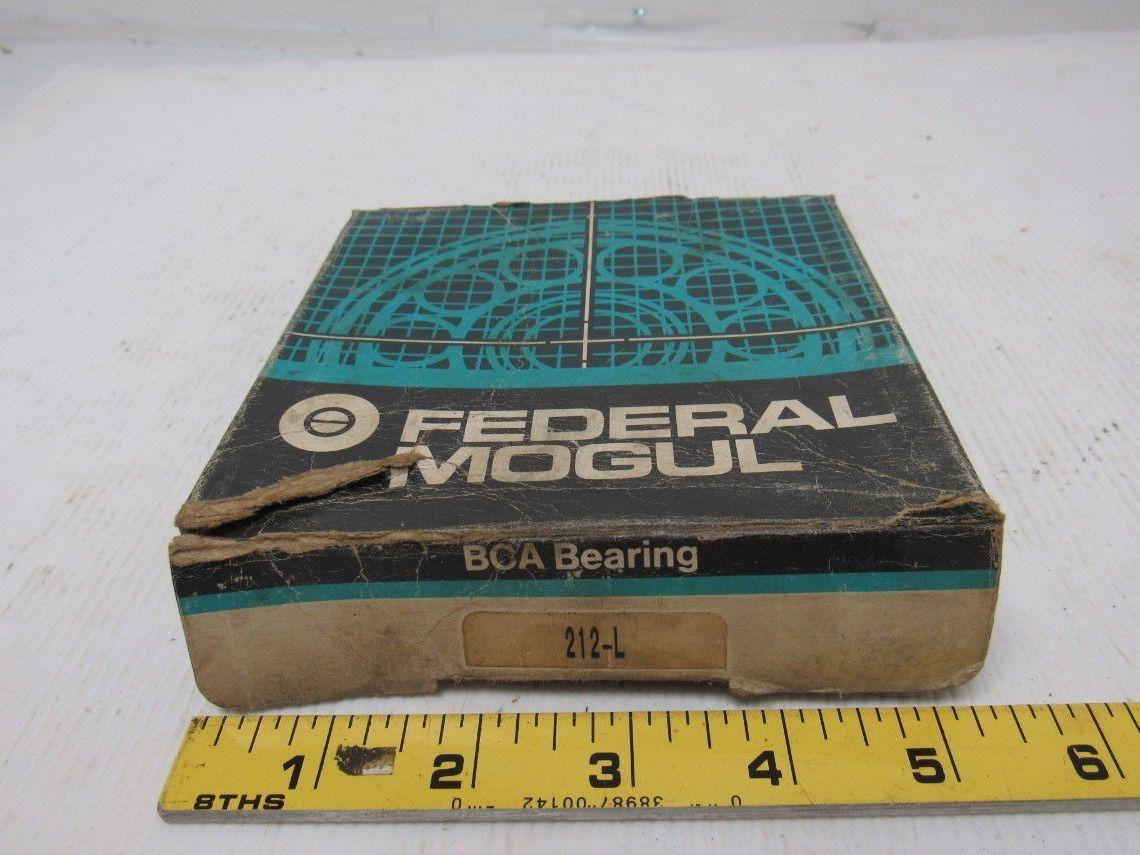 FEDERAL
MOGUL
BCA Bearing
212-L
1 2 3 4 5 6
8THS